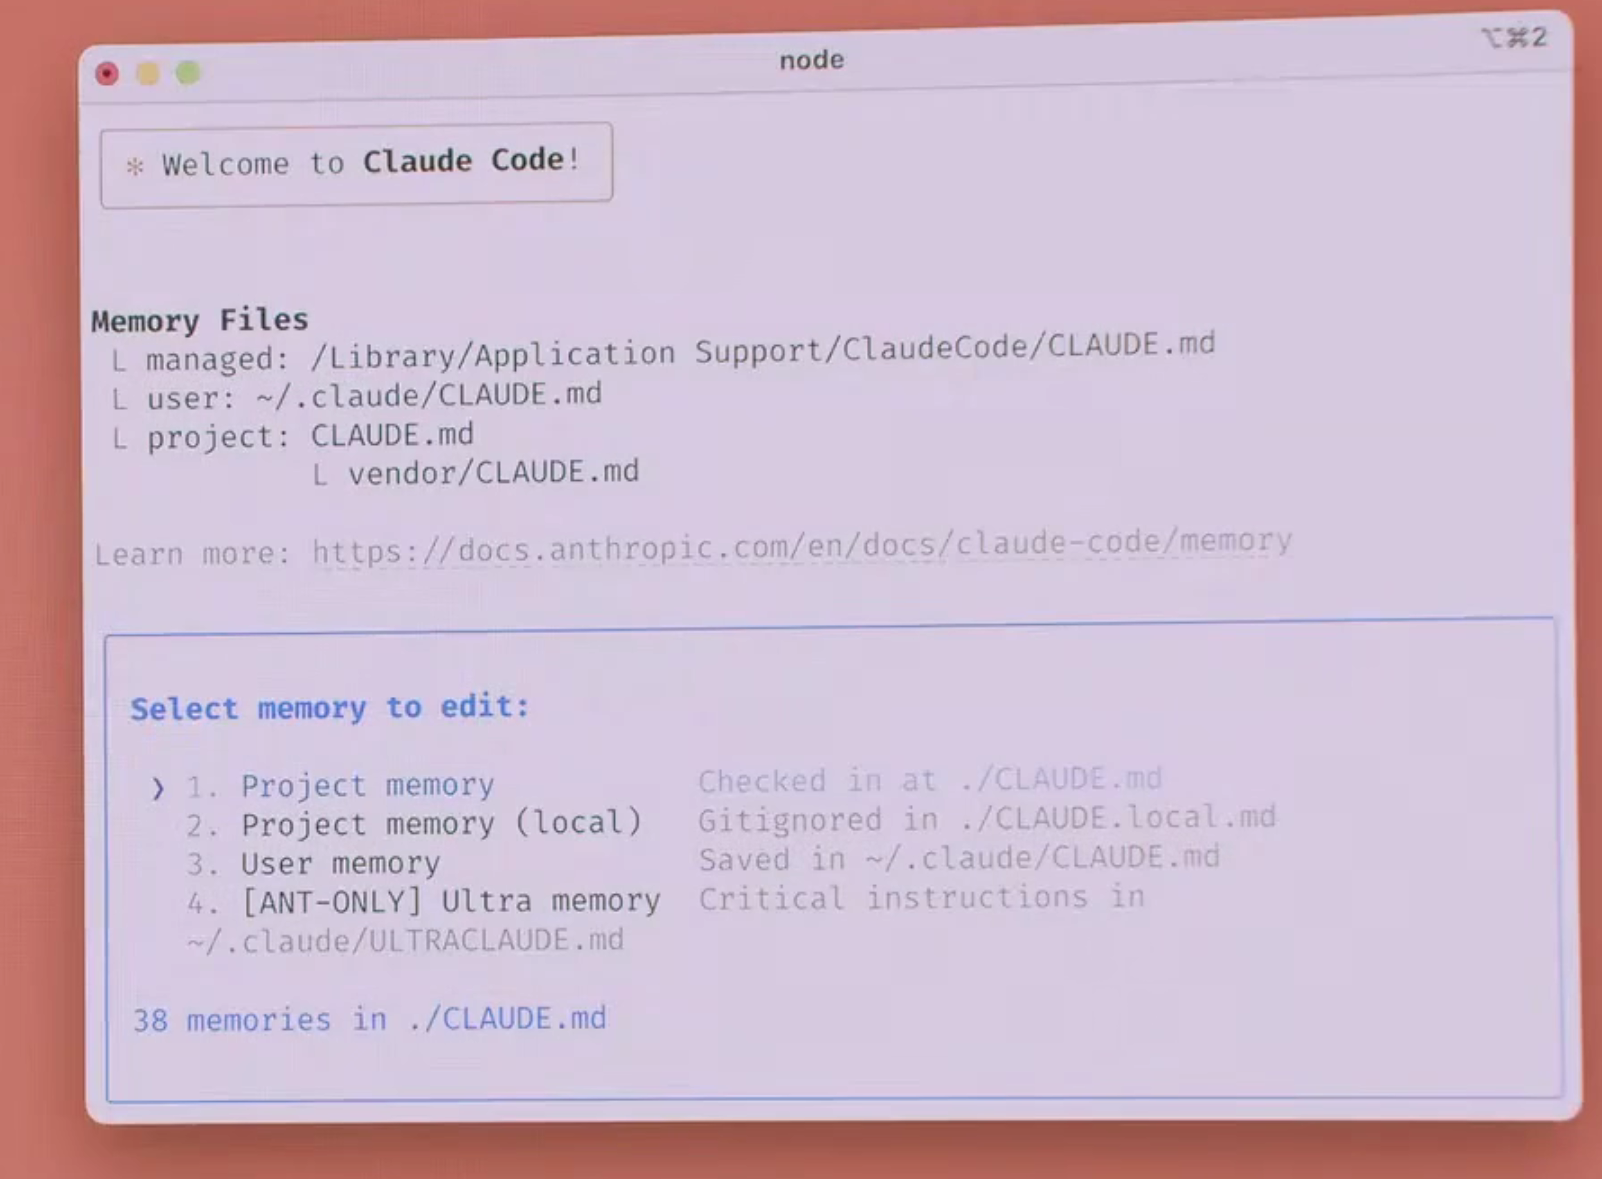 node
⌥⌘2
✻ Welcome to Claude Code!
Memory Files
L managed: /Library/Application Support/ClaudeCode/CLAUDE.md
L user: ~/.claude/CLAUDE.md
L project: CLAUDE.md
L vendor/CLAUDE.md
Learn more: https://docs.anthropic.com/en/docs/claude-code/memory
Select memory to edit:
❯ 1. Project memory Checked in at ./CLAUDE.md
2. Project memory (local) Gitignored in ./CLAUDE.local.md
3. User memory Saved in ~/.claude/CLAUDE.md
4. [ANT-ONLY] Ultra memory Critical instructions in
~/.claude/ULTRACLAUDE.md
38 memories in ./CLAUDE.md